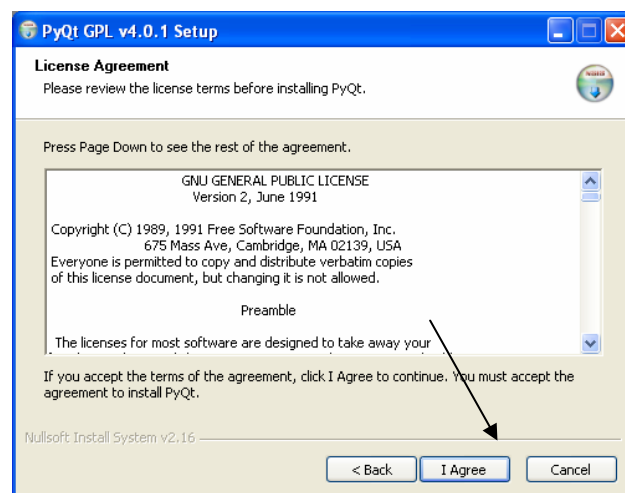 PyQt GPL v4.0.1 Setup
License Agreement
Please review the license terms before installing PyQt.
Press Page Down to see the rest of the agreement.
GNU GENERAL PUBLIC LICENSE
Version 2, June 1991
Copyright (C) 1989, 1991 Free Software Foundation, Inc.
675 Mass Ave, Cambridge, MA 02139, USA
Everyone is permitted to copy and distribute verbatim copies
of this license document, but changing it is not allowed.
Preamble
The licenses for most software are designed to take away your
If you accept the terms of the agreement, click I Agree to continue. You must accept the
agreement to install PyQt.
Nullsoft Install System v2.16
< Back
I Agree
Cancel